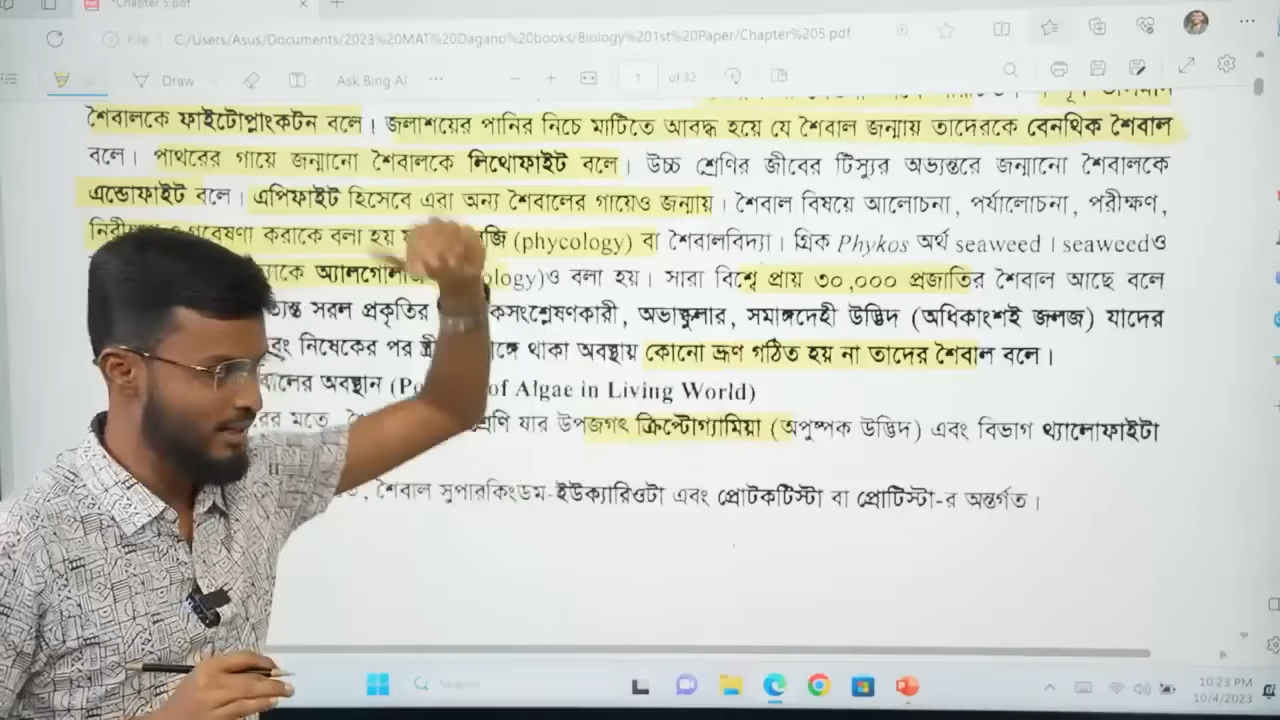 *Chapter 5.pdf
File C:/Users/Asus/Documents/2023%20MAT%20Dagano%20books/Biology%201st%20Paper/Chapter%205.pdf
Draw Ask Bing AI 1 of 32
শৈবালকে ফাইটোপ্লাংকটন বলে। জলাশয়ের পানির নিচে মাটিতে আবদ্ধ হয়ে যে শৈবাল জন্মায় তাদেরকে বেনথিক শৈবাল
বলে। পাথরের গায়ে জন্মানো শৈবালকে লিথোফাইট বলে। উচ্চ শ্রেণির জীবের টিস্যুর অভ্যন্তরে জন্মানো শৈবালকে
এন্ডোফাইট বলে। এপিফাইট হিসেবে এরা অন্য শৈবালের গায়েও জন্মায়। শৈবাল বিষয়ে আলোচনা, পর্যালোচনা, পরীক্ষণ,
করাকে বলা হয় (phycology) বা শৈবালবিদ্যা। গ্রিক Phykos অর্থ seaweed। seaweedও
বলা হয়। সারা বিশ্বে প্রায় ৩০,০০০ প্রজাতির শৈবাল আছে বলে
সরল প্রকৃতির অভাস্কুলার, সমাঙ্গদেহী উদ্ভিদ (অধিকাংশই জলজ) যাদের
নিষেকের পর থাকা অবস্থায় কোনো ভ্রূণ গঠিত হয় না তাদের শৈবাল বলে।
অবস্থান of Algae in Living World)
মতে যার উপজগৎ ক্রিপ্টোগ্যামিয়া (অপুষ্পক উদ্ভিদ) এবং বিভাগ থ্যালোফাইটা
শৈবাল সুপারকিংডম-ইউক্যারিওটা এবং প্রোটকটিস্টা বা প্রোটিস্টা-র অন্তর্গত।
Search
10:23 PM
10/4/2023